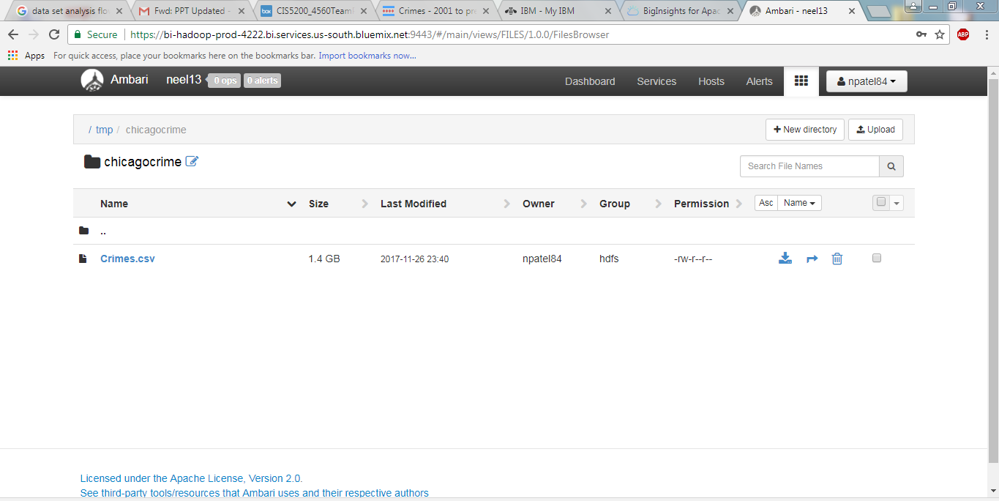 data set analysis flo
Fwd: PPT Updated -
box CIS5200_4560Team
Crimes - 2001 to pre
IBM - My IBM
BigInsights for Apac
Ambari - neel13
Secure https://bi-hadoop-prod-4222.bi.services.us-south.bluemix.net:9443/#/main/views/FILES/1.0.0/FilesBrowser ABP
Apps For quick access, place your bookmarks here on the bookmarks bar. Import bookmarks now...
Ambari neel13 0 ops 0 alerts Dashboard Services Hosts Alerts npatel84
/ tmp / chicagocrime New directory Upload
chicagocrime Search File Names
Name Size Last Modified Owner Group Permission Asc Name
..
Crimes.csv 1.4 GB 2017-11-26 23:40 npatel84 hdfs -rw-r--r--
Licensed under the Apache License, Version 2.0.
See third-party tools/resources that Ambari uses and their respective authors